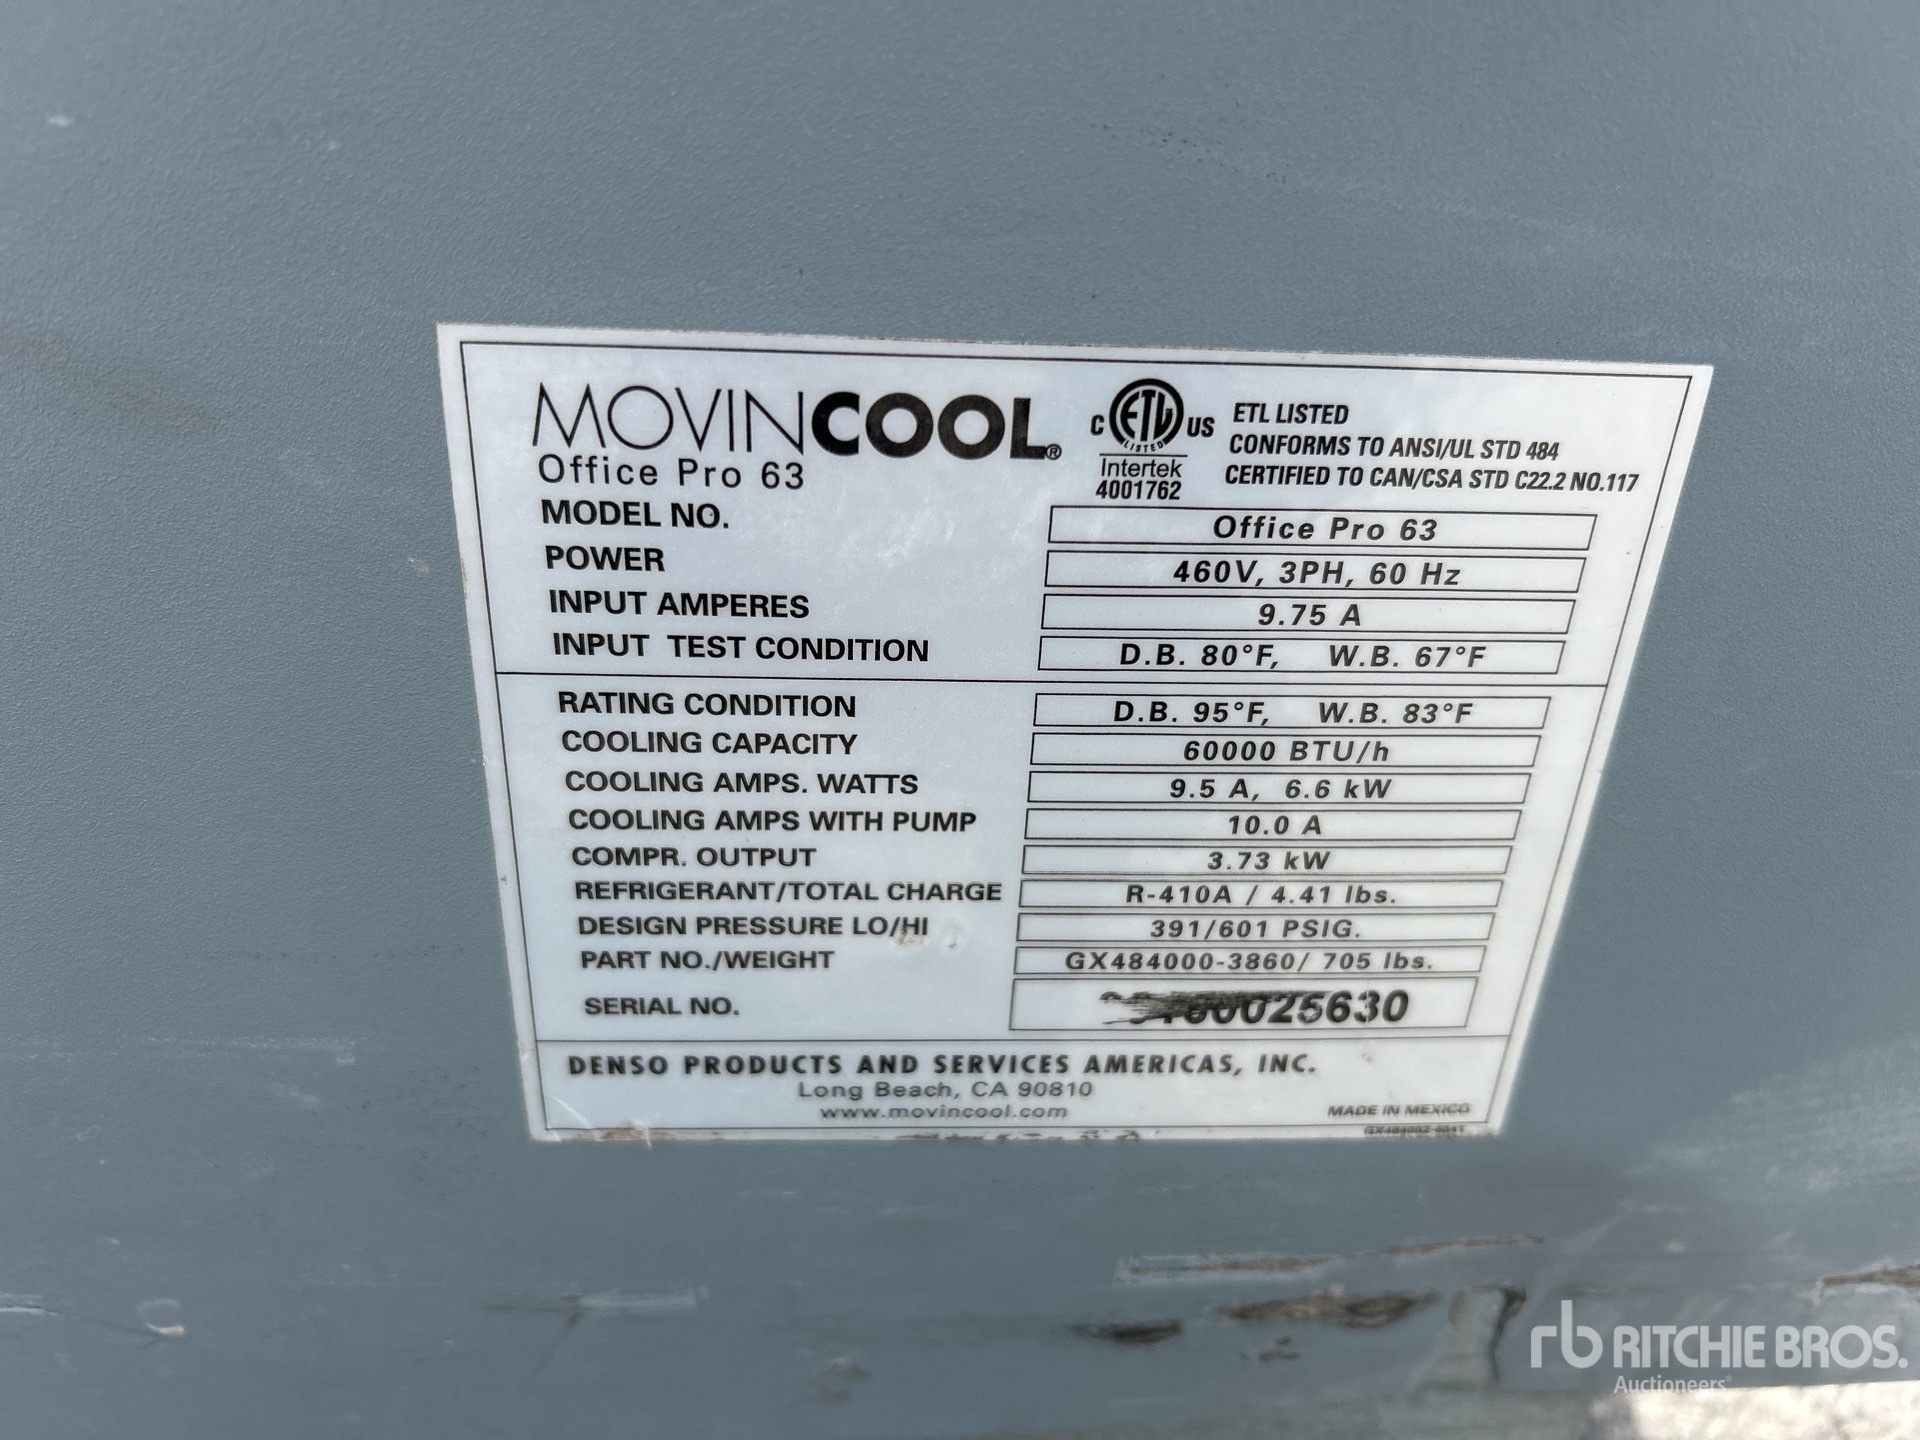 MOVINCOOL®
Office Pro 63
C ETL US
LISTED
Intertek
4001762
ETL LISTED
CONFORMS TO ANSI/UL STD 484
CERTIFIED TO CAN/CSA STD C22.2 NO.117
MODEL NO. Office Pro 63
POWER 460V, 3PH, 60 Hz
INPUT AMPERES 9.75 A
INPUT TEST CONDITION D.B. 80°F, W.B. 67°F
RATING CONDITION D.B. 95°F, W.B. 83°F
COOLING CAPACITY 60000 BTU/h
COOLING AMPS. WATTS 9.5 A, 6.6 kW
COOLING AMPS WITH PUMP 10.0 A
COMPR. OUTPUT 3.73 kW
REFRIGERANT/TOTAL CHARGE R-410A / 4.41 lbs.
DESIGN PRESSURE LO/HI 391/601 PSIG.
PART NO./WEIGHT GX484000-3860/ 705 lbs.
SERIAL NO.
DENSO PRODUCTS AND SERVICES AMERICAS, INC.
Long Beach, CA 90810
www.movincool.com
MADE IN MEXICO
rb RITCHIE BROS.
Auctioneers®